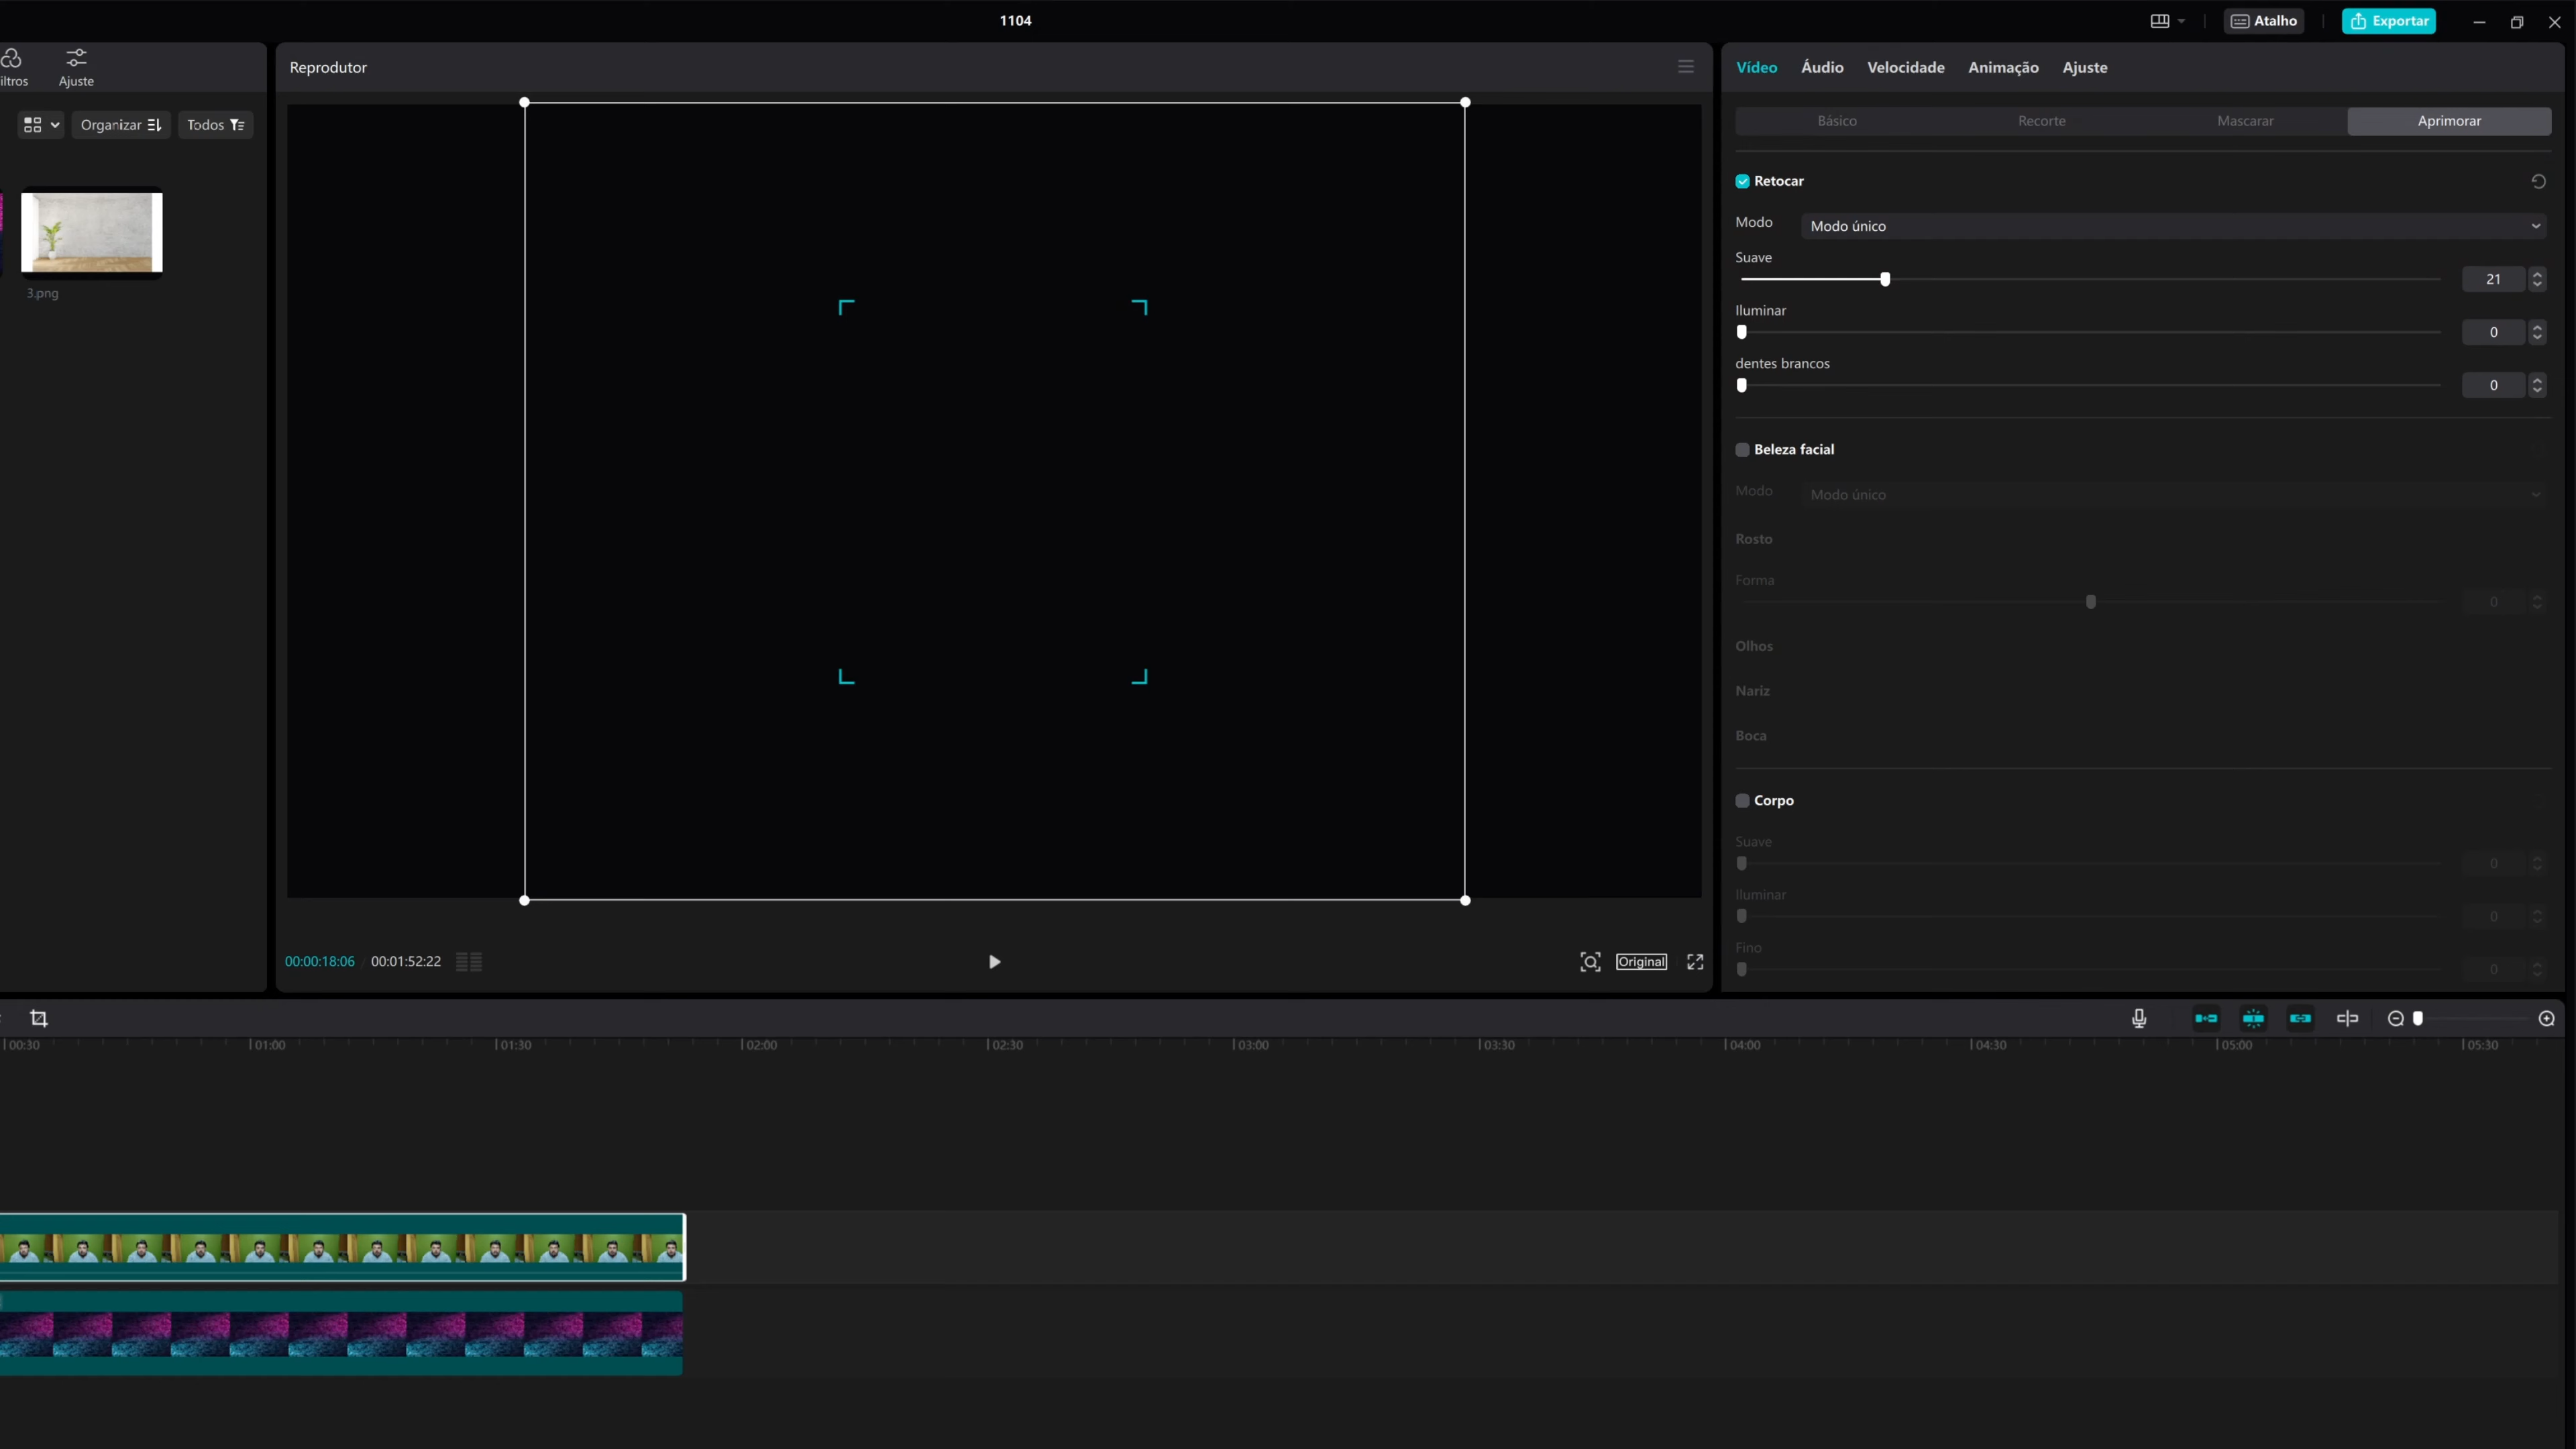 1104
Atalho
Exportar
iltros
Ajuste
Reprodutor
Vídeo Áudio Velocidade Animação Ajuste
Organizar
Todos
Básico Recorte Mascarar Aprimorar
Retocar
Modo Modo único
Suave
21
Iluminar
0
dentes brancos
0
3.png
Beleza facial
Modo Modo único
Rosto
Forma
0
Olhos
Nariz
Boca
Corpo
Suave
0
Iluminar
0
Fino
0
00:00:18:06 00:01:52:22
Original
00:30 01:00 01:30 02:00 02:30 03:00 03:30 04:00 04:30 05:00 05:30